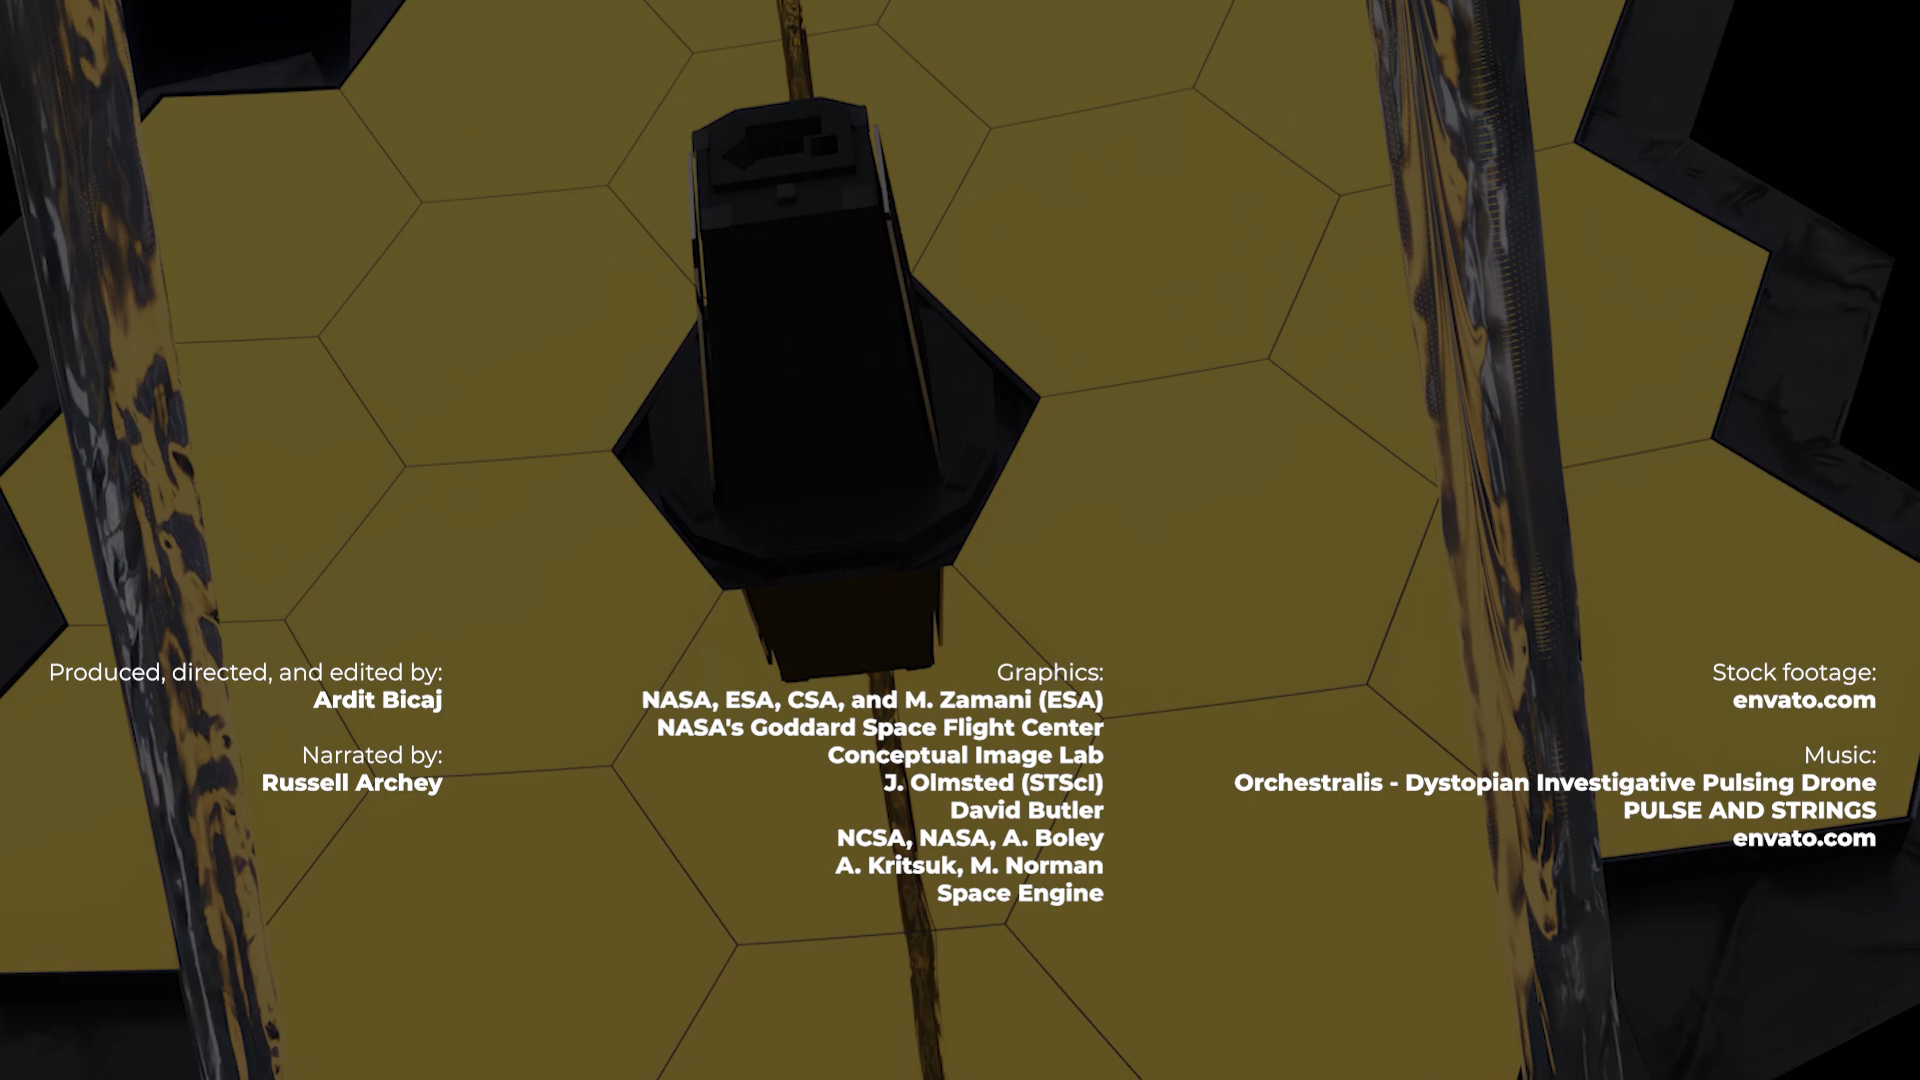 Produced, directed, and edited by:
Ardit Bicaj
Narrated by:
Russell Archey
Graphics:
NASA, ESA, CSA, and M. Zamani (ESA)
NASA's Goddard Space Flight Center
Conceptual Image Lab
J. Olmsted (STScI)
David Butler
NCSA, NASA, A. Boley
A. Kritsuk, M. Norman
Space Engine
Stock footage:
envato.com
Music:
Orchestralis - Dystopian Investigative Pulsing Drone
PULSE AND STRINGS
envato.com